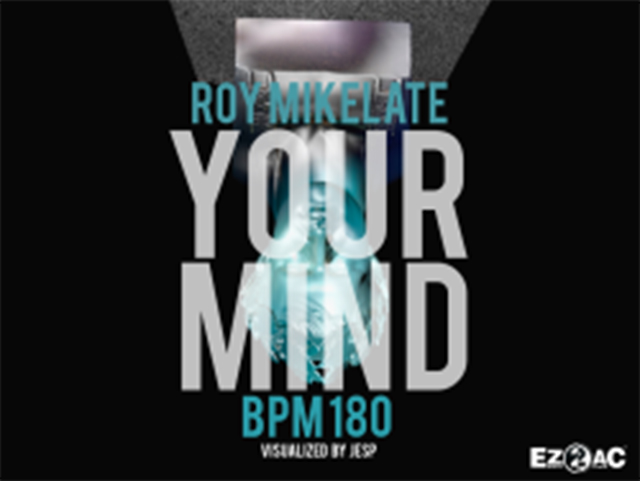 ROY MIKELATE
YOUR
MIND
BPM 180
VISUALIZED BY JESP
EZ2AC